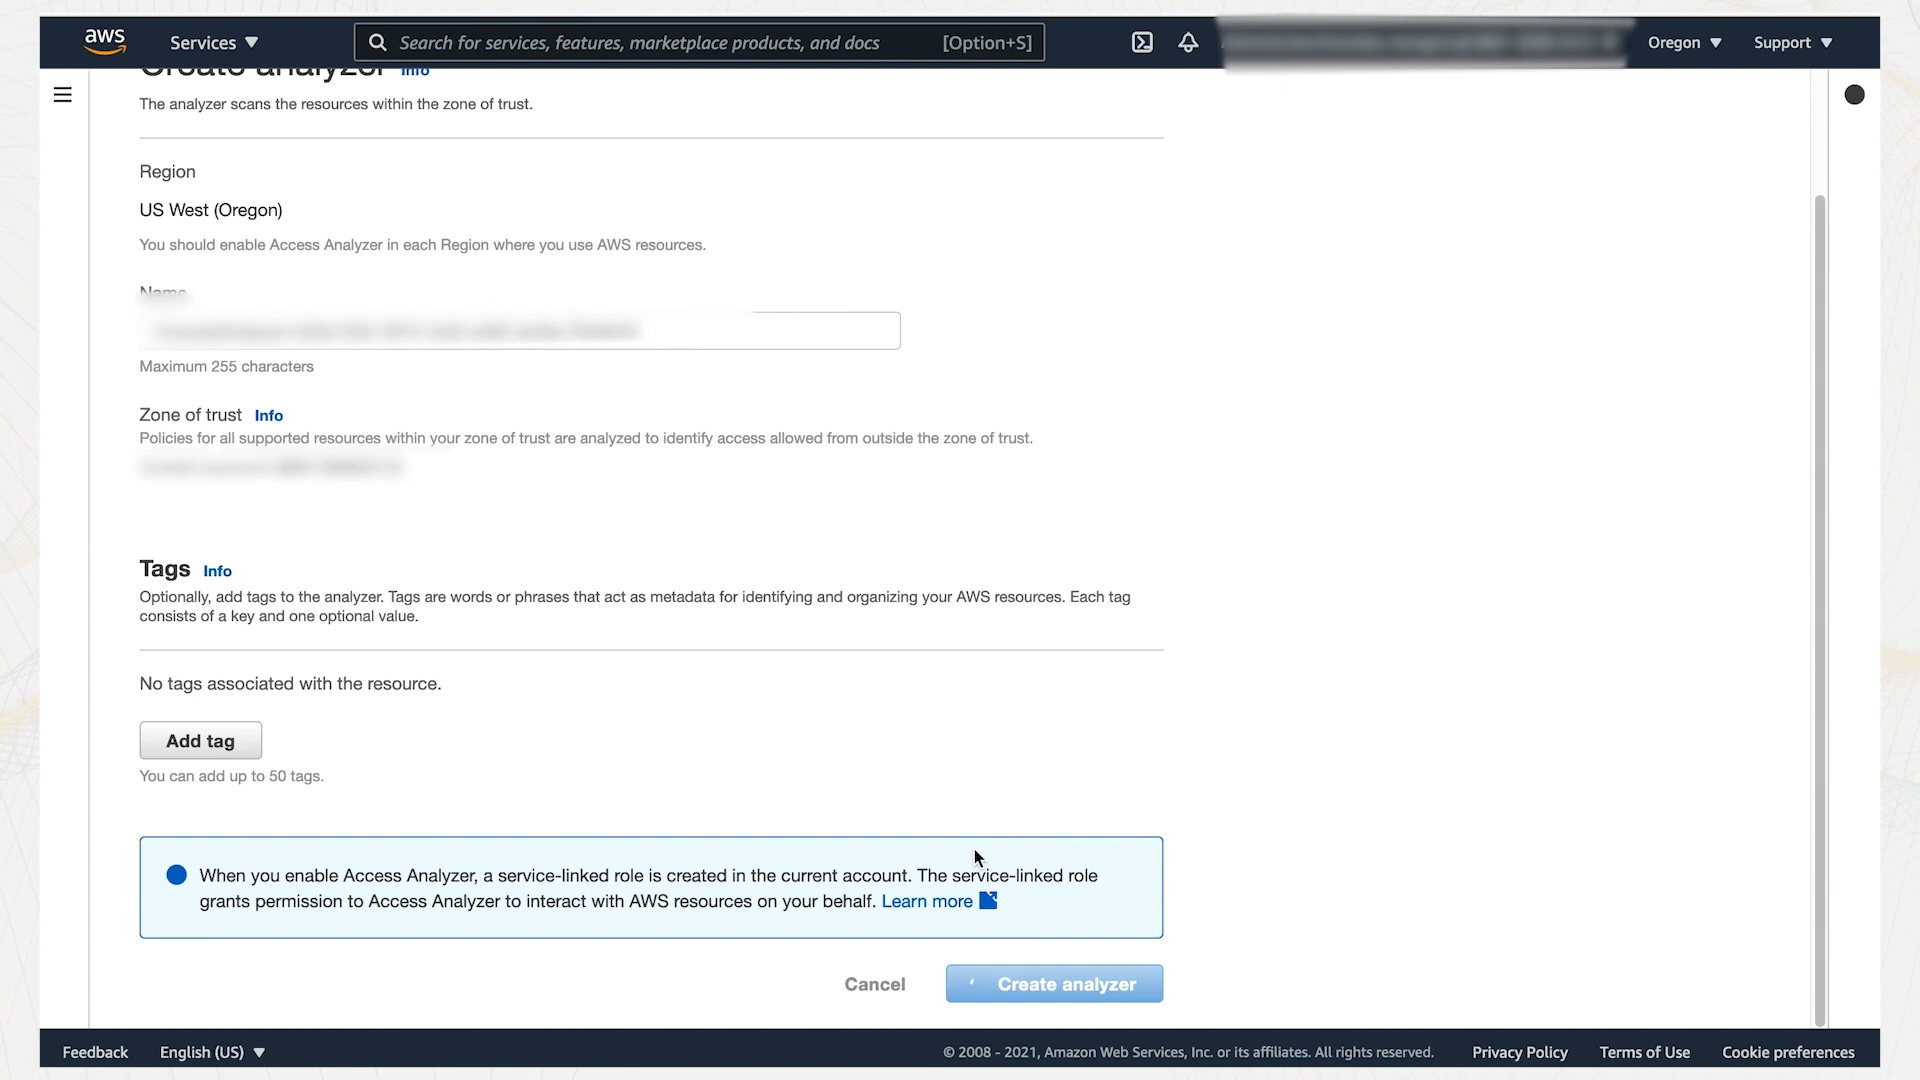 aws
Services
Search for services, features, marketplace products, and docs [Option+S]
Oregon
Support
Create analyzer Info
The analyzer scans the resources within the zone of trust.
Region
US West (Oregon)
You should enable Access Analyzer in each Region where you use AWS resources.
Name
Maximum 255 characters
Zone of trust Info
Policies for all supported resources within your zone of trust are analyzed to identify access allowed from outside the zone of trust.
Tags Info
Optionally, add tags to the analyzer. Tags are words or phrases that act as metadata for identifying and organizing your AWS resources. Each tag
consists of a key and one optional value.
No tags associated with the resource.
Add tag
You can add up to 50 tags.
When you enable Access Analyzer, a service-linked role is created in the current account. The service-linked role
grants permission to Access Analyzer to interact with AWS resources on your behalf. Learn more
Cancel
Create analyzer
Feedback
English (US)
© 2008 - 2021, Amazon Web Services, Inc. or its affiliates. All rights reserved.
Privacy Policy
Terms of Use
Cookie preferences